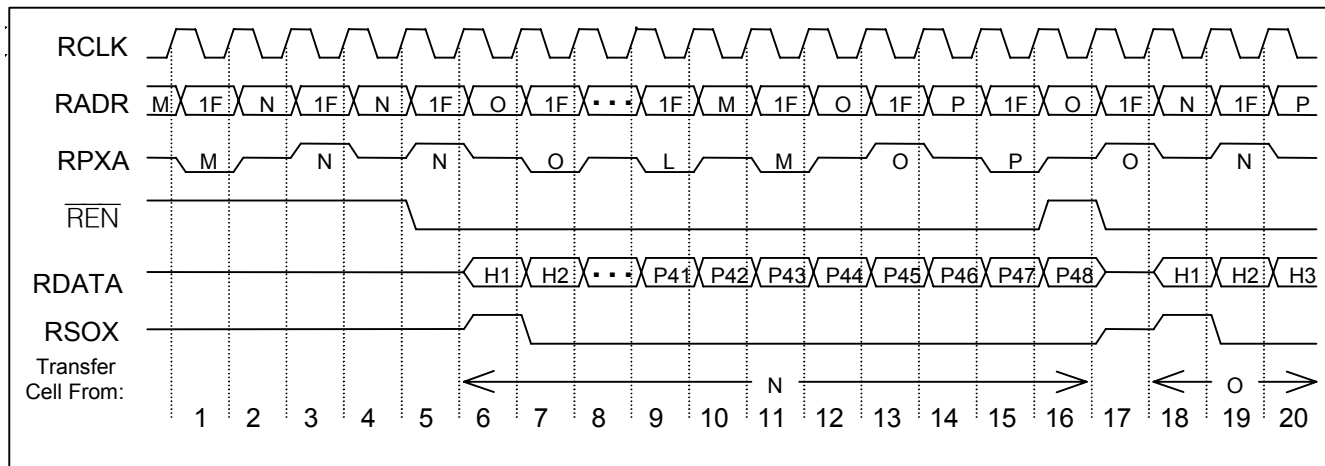 RCLK
RADR M 1F N 1F N 1F O 1F ··· 1F M 1F O 1F P 1F O 1F N 1F P
RPXA M N N O L M O P O N
REN
RDATA H1 H2 ··· P41 P42 P43 P44 P45 P46 P47 P48 H1 H2 H3
RSOX
Transfer
Cell From: N O
1 2 3 4 5 6 7 8 9 10 11 12 13 14 15 16 17 18 19 20